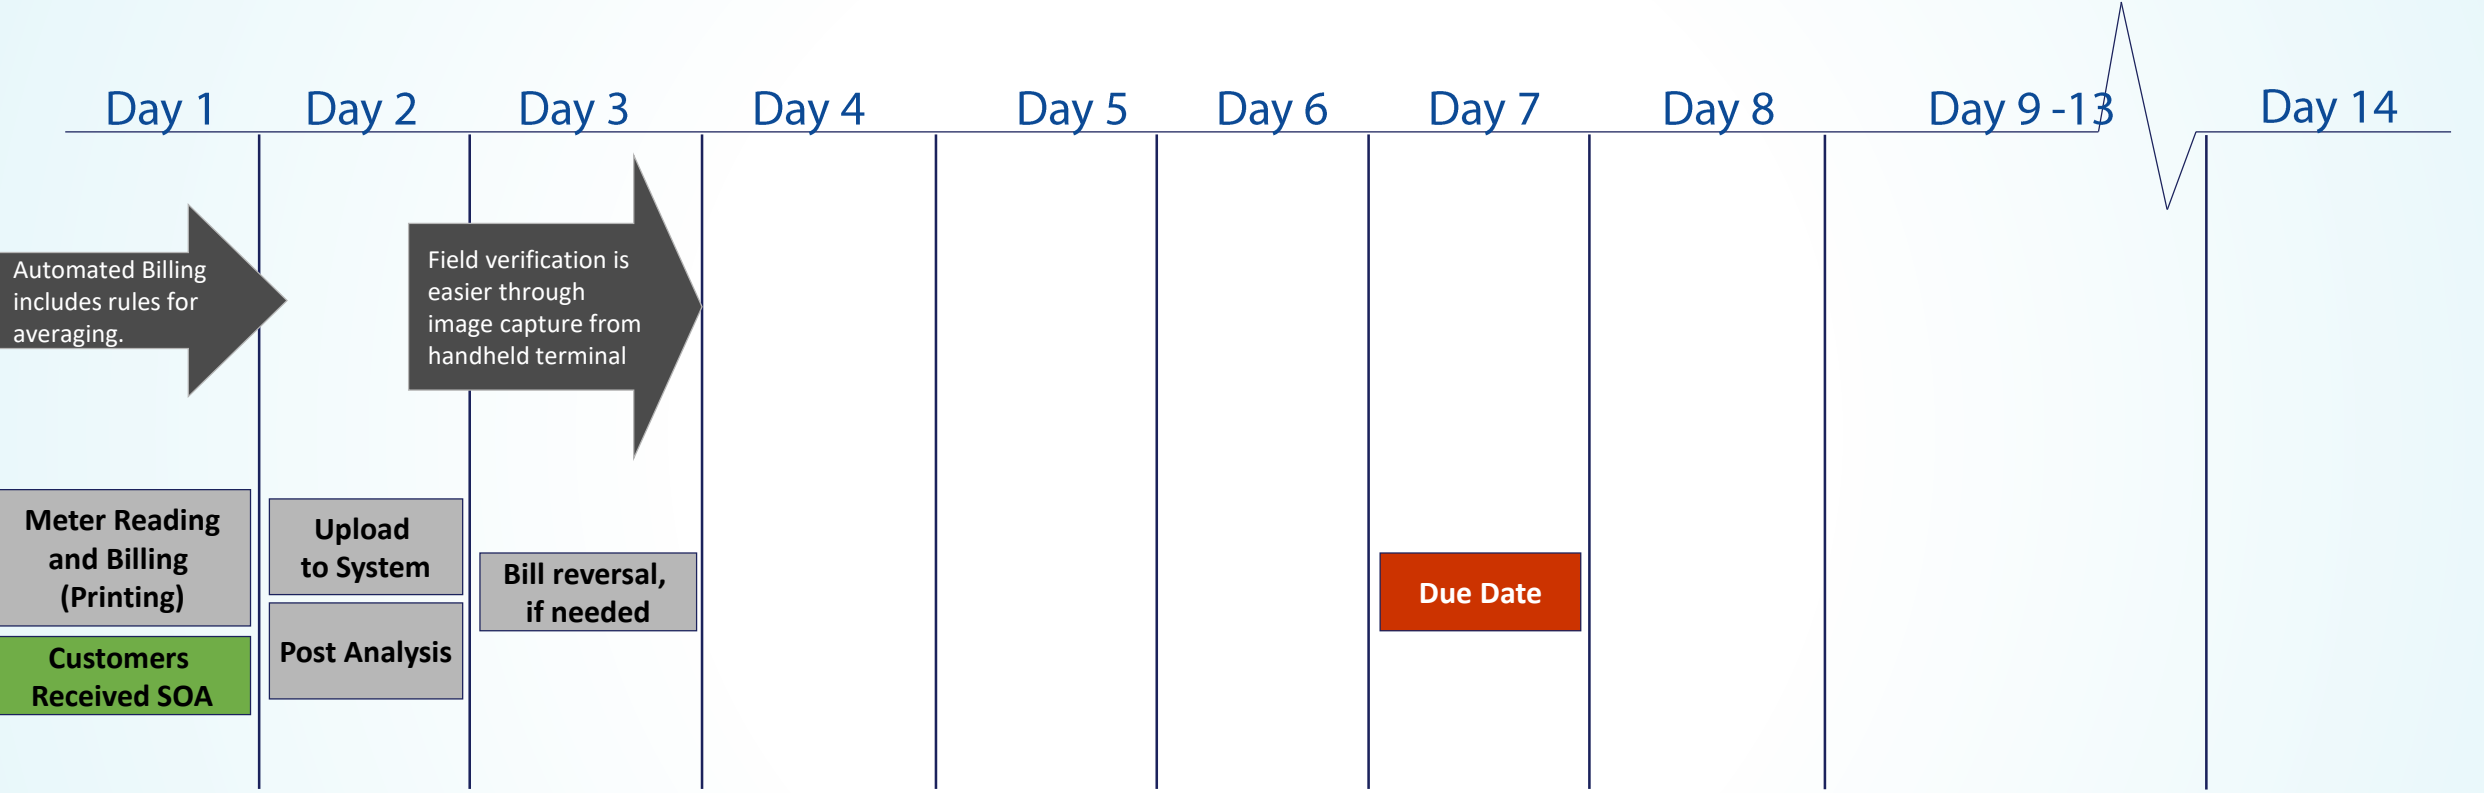 Day 1
Day 2
Day 3
Day 4
Day 5
Day 6
Day 7
Day 8
Day 9 -13
Day 14
Automated Billing
includes rules for
averaging.
Field verification is
easier through
image capture from
handheld terminal
Meter Reading
and Billing
(Printing)
Customers
Received SOA
Upload
to System
Post Analysis
Bill reversal,
if needed
Due Date